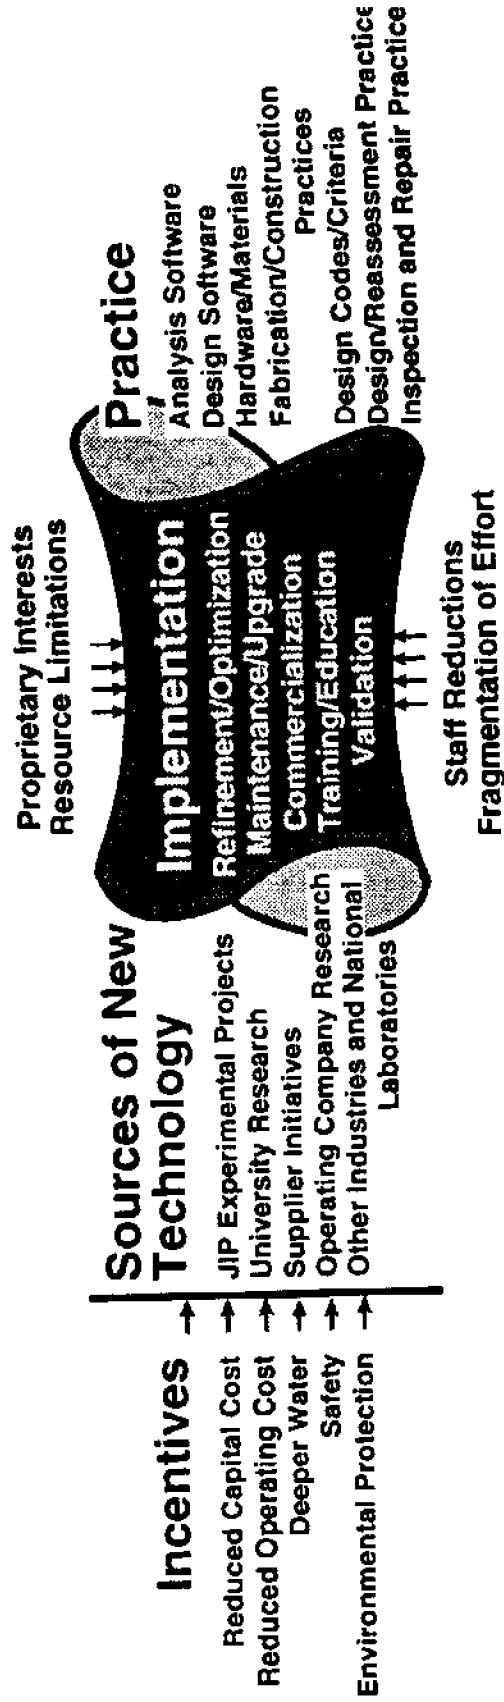 Incentives
Reduced Capital Cost
Reduced Operating Cost
Deeper Water
Safety
Environmental Protection
Sources of New
Technology
JIP Experimental Projects
University Research
Supplier Initiatives
Operating Company Research
Other Industries and National
Laboratories
Proprietary Interests
Resource Limitations
Implementation
Refinement/Optimization
Maintenance/Upgrade
Commercialization
Training/Education
Validation
Staff Reductions
Fragmentation of Effort
Practice
Analysis Software
Design Software
Hardware/Materials
Fabrication/Construction
Practices
Design Codes/Criteria
Design/Reassessment Practice
Inspection and Repair Practice